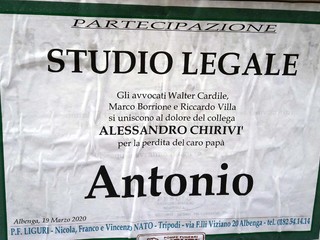 PARTECIPAZIONE
STUDIO LEGALE
Gli avvocati Walter Cardile,
Marco Borrione e Riccardo Villa
si uniscono al dolore del collega
ALESSANDRO CHIRIVI'
per la perdita del caro papà
Antonio
Albenga, 19 Marzo 2020
P.F. LIGURI - Nicola, Franco e Vincenzo NATO - Tripodi - via F.lli Viziano 20 Albenga - tel. 0182.54.14.14